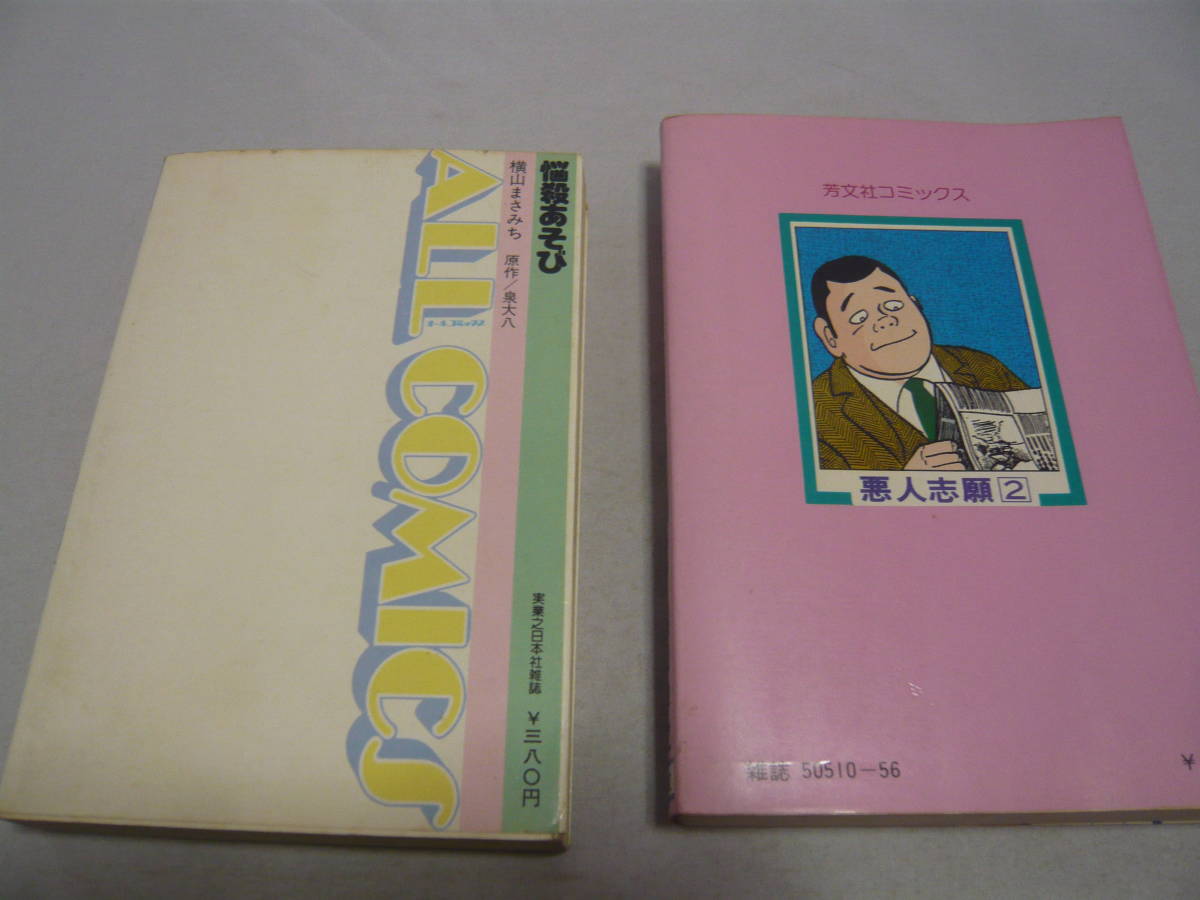 悩殺あそび
横山まさみち 原作/泉大八
ALL COMICS
オールコミックス
実業之日本社雑誌 ¥三八〇円
芳文社コミックス
悪人志願2
雑誌 50510-56
¥